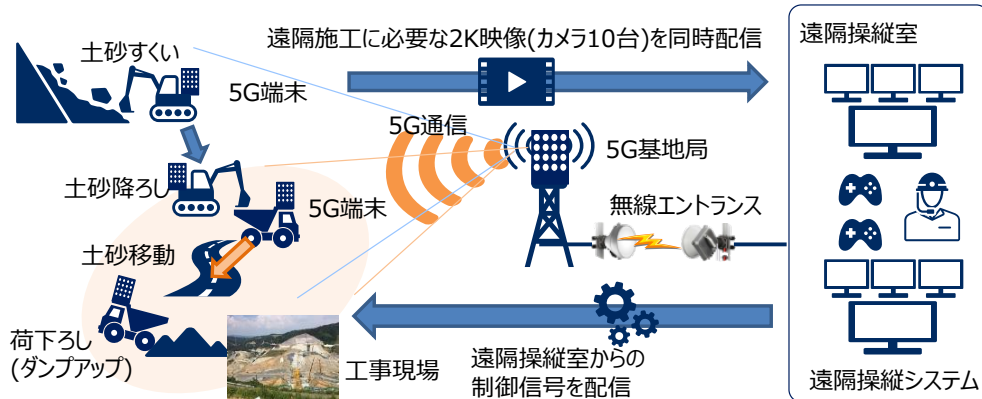 遠隔施工に必要な2K映像(カメラ10台)を同時配信
遠隔操縦室
土砂すくい
5G端末
5G通信
5G基地局
土砂降ろし
5G端末
無線エントランス
土砂移動
荷下ろし
(ダンプアップ)
工事現場
遠隔操縦室からの
制御信号を配信
遠隔操縦システム